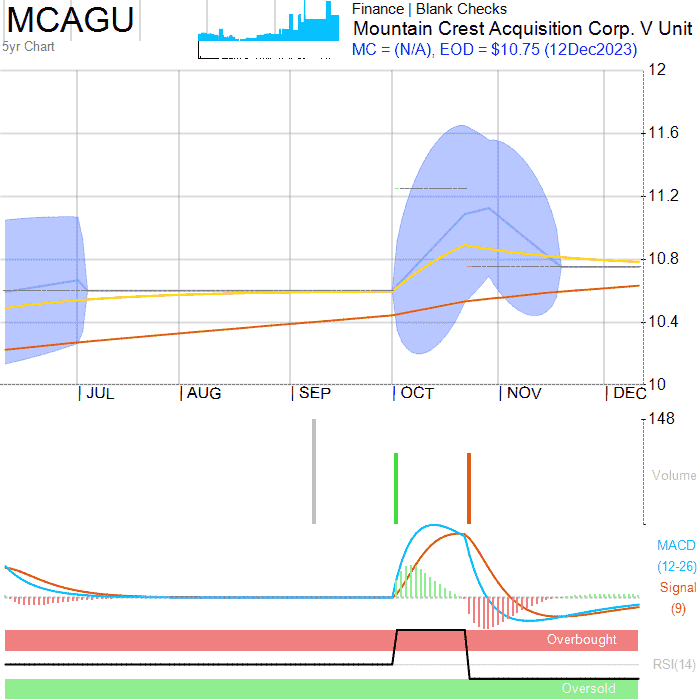 MCAGU
5yr Chart
Finance | Blank Checks
Mountain Crest Acquisition Corp. V Unit
MC = (N/A), EOD = $10.75 (12Dec2023)
12
11.6
11.2
10.8
10.4
10
| JUL | AUG | SEP | OCT | NOV | DEC
148
Volume
MACD
(12-26)
Signal
(9)
Overbought
RSI(14)
Oversold